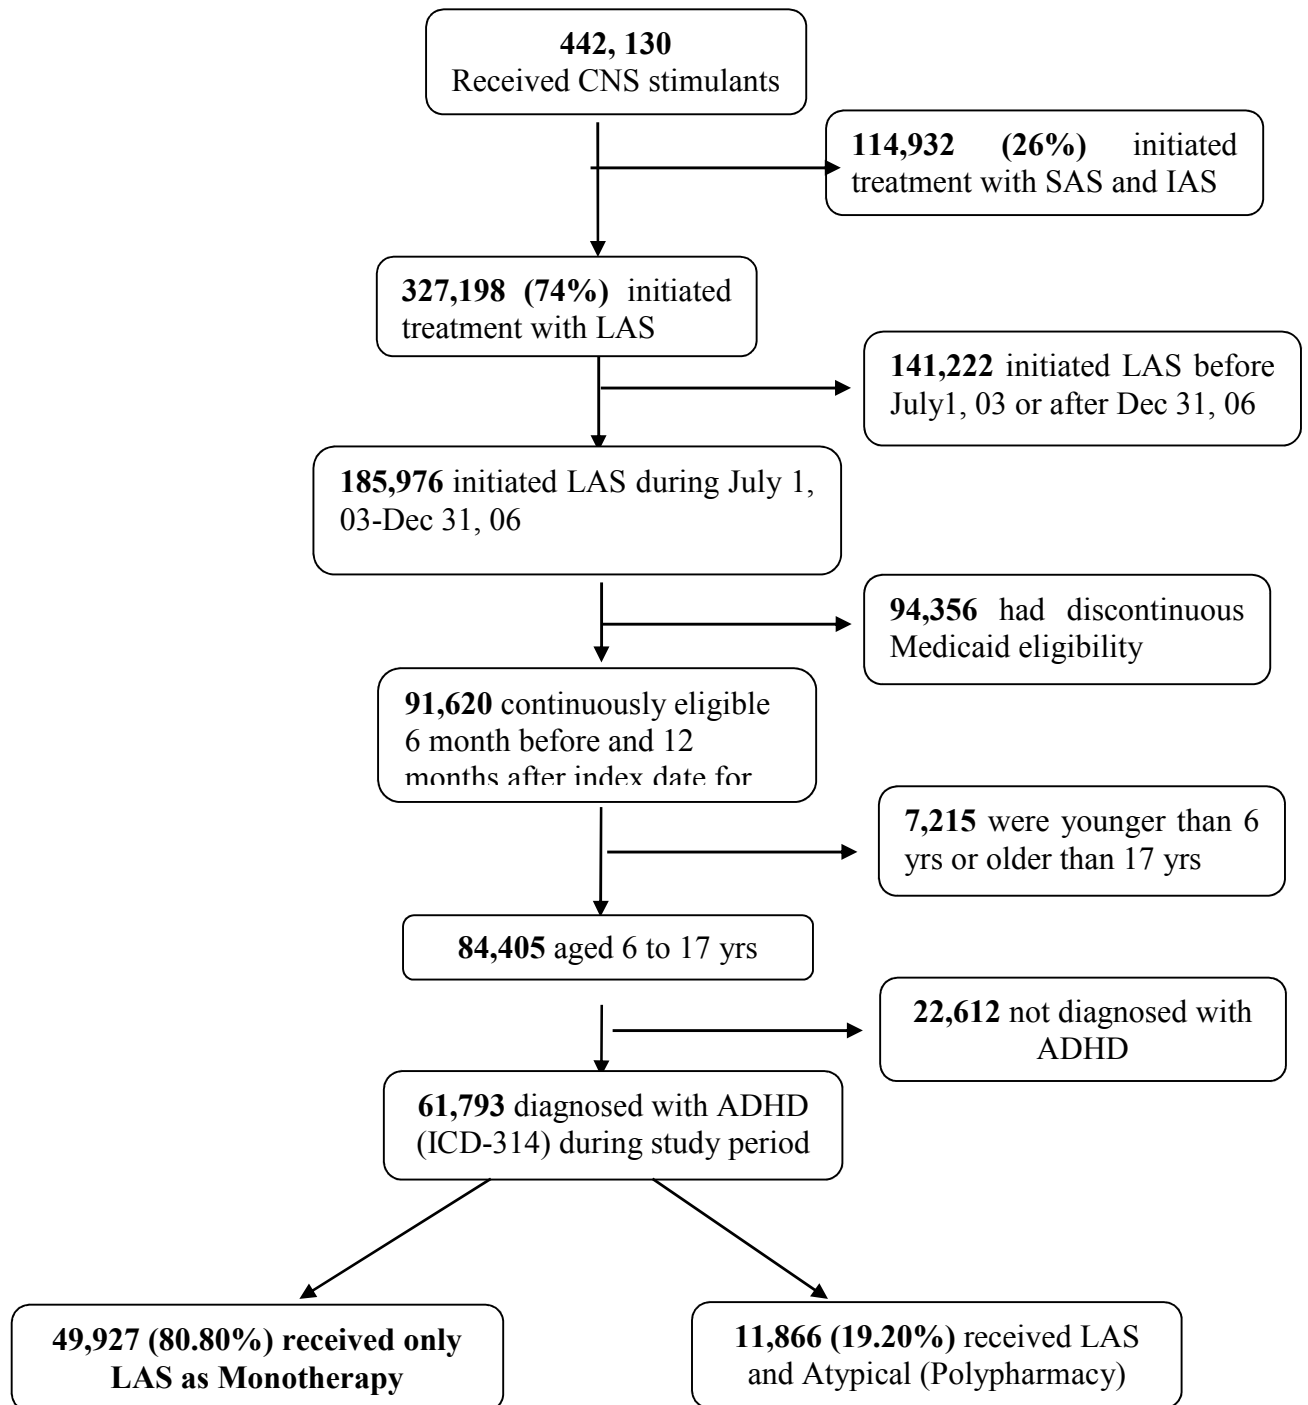 442, 130
Received CNS stimulants
114,932 (26%) initiated
treatment with SAS and IAS
327,198 (74%) initiated
treatment with LAS
141,222 initiated LAS before
July1, 03 or after Dec 31, 06
185,976 initiated LAS during July 1,
03-Dec 31, 06
94,356 had discontinuous
Medicaid eligibility
91,620 continuously eligible
6 month before and 12
months after index date for
7,215 were younger than 6
yrs or older than 17 yrs
84,405 aged 6 to 17 yrs
22,612 not diagnosed with
ADHD
61,793 diagnosed with ADHD
(ICD-314) during study period
49,927 (80.80%) received only
LAS as Monotherapy
11,866 (19.20%) received LAS
and Atypical (Polypharmacy)